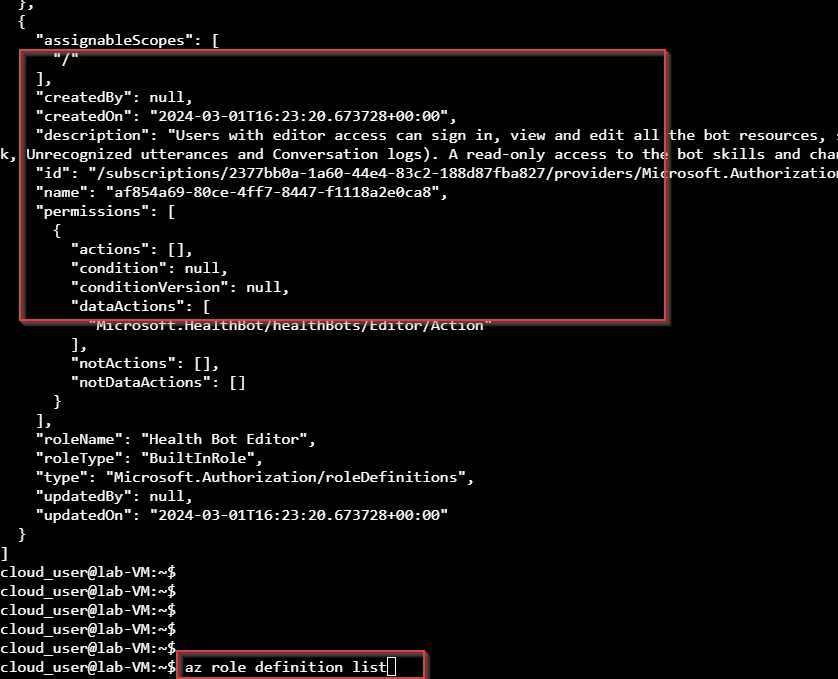 },
{
"assignableScopes": [
"/"
],
"createdBy": null,
"createdOn": "2024-03-01T16:23:20.673728+00:00",
"description": "Users with editor access can sign in, view and edit all the bot resources,
k, Unrecognized utterances and Conversation logs). A read-only access to the bot skills and cha
"id": "/subscriptions/2377bb0a-1a60-44e4-83c2-188d87fba827/providers/Microsoft.Authorization
"name": "af854a69-80ce-4ff7-8447-f1118a2e0ca8",
"permissions": [
{
"actions": [],
"condition": null,
"conditionVersion": null,
"dataActions": [
"Microsoft.HealthBot/healthBots/Editor/Action"
],
"notActions": [],
"notDataActions": []
}
],
"roleName": "Health Bot Editor",
"roleType": "BuiltInRole",
"type": "Microsoft.Authorization/roleDefinitions",
"updatedBy": null,
"updatedOn": "2024-03-01T16:23:20.673728+00:00"
}
]
cloud_user@lab-VM:~$
cloud_user@lab-VM:~$
cloud_user@lab-VM:~$
cloud_user@lab-VM:~$
cloud_user@lab-VM:~$
cloud_user@lab-VM:~$ az role definition list